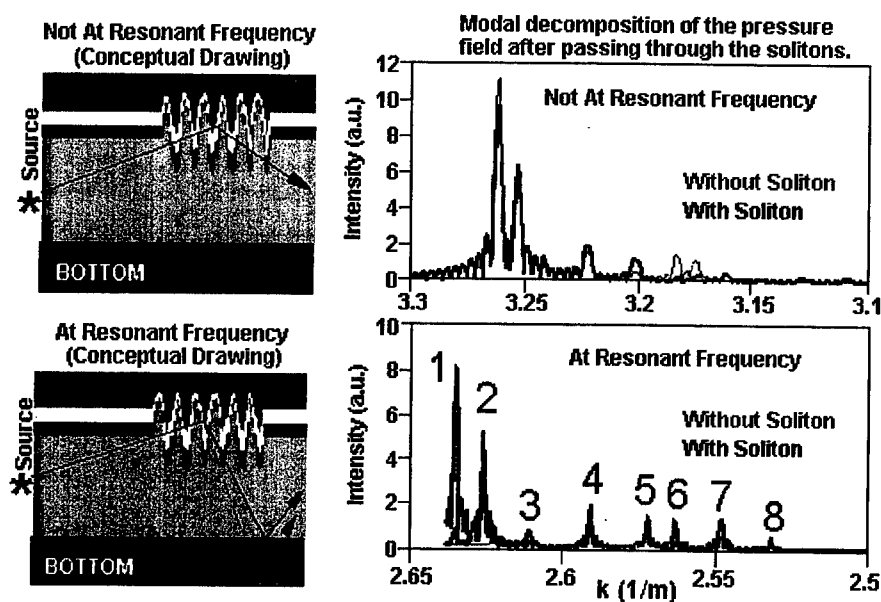 Not At Resonant Frequency
(Conceptual Drawing)
* Source
BOTTOM
At Resonant Frequency
(Conceptual Drawing)
* Source
BOTTOM
Modal decomposition of the pressure
field after passing through the solitons.
Intensity (a.u.)
12
10
8
6
4
2
0
Not At Resonant Frequency
Without Soliton
With Soliton
3.3
3.25
3.2
3.15
3.1
Intensity (a.u.)
10
8
6
4
2
0
At Resonant Frequency
Without Soliton
With Soliton
1
2
3
4
5
6
7
8
2.65
2.6
2.55
2.5
k (1/m)